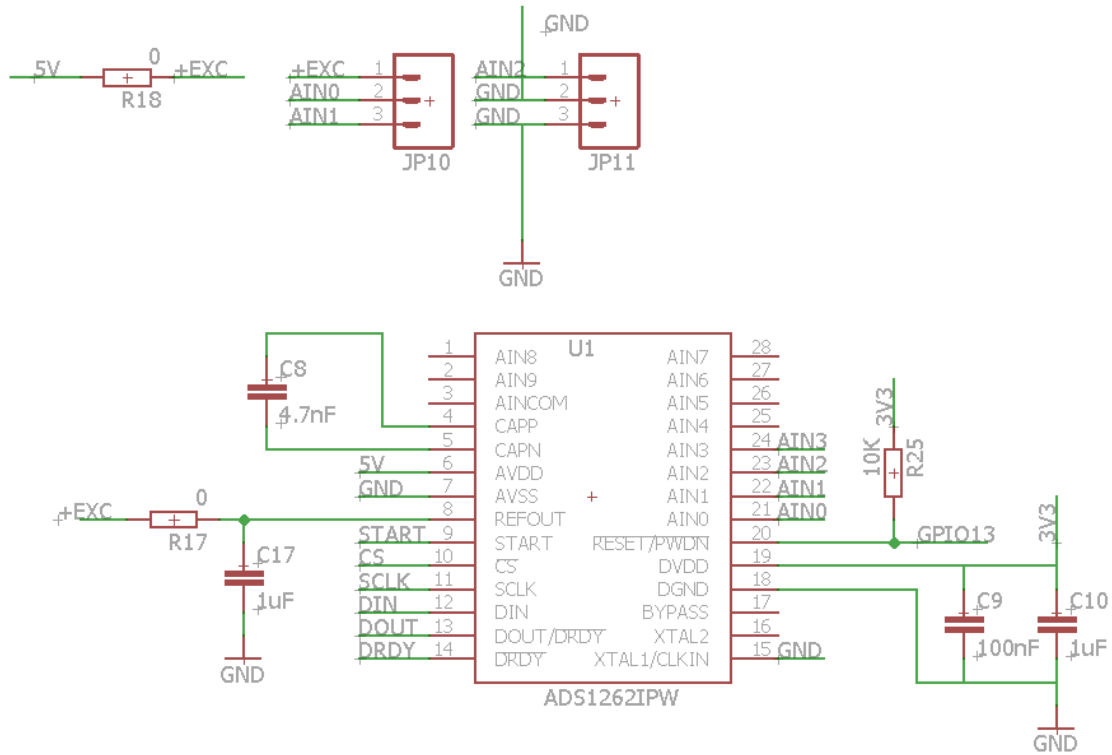 GND
0
5V +EXC
R18
+EXC 1
AIN0 2
AIN1 3
JP10
AIN2 1
GND 2
GND 3
JP11
GND
U1
1 AIN8 AIN7 28
2 AIN9 AIN6 27
3 AINCOM AIN5 26
4 CAPP AIN4 25
5 CAPN AIN3 24 AIN3
5V 6 AVDD AIN2 23 AIN2
GND 7 AVSS AIN1 22 AIN1
8 REFOUT AIN0 21 AIN0
START 9 START RESET/PWDN 20 GPIO13
CS 10 CS DVDD 19
SCLK 11 SCLK DGND 18
DIN 12 DIN BYPASS 17
DOUT 13 DOUT/DRDY XTAL2 16
DRDY 14 DRDY XTAL1/CLKIN 15 GND
ADS1262IPW
C8
4.7nF
+EXC
0
R17
C17
1uF
GND
3V3
10K
R25
3V3
C9
100nF
C10
1uF
GND